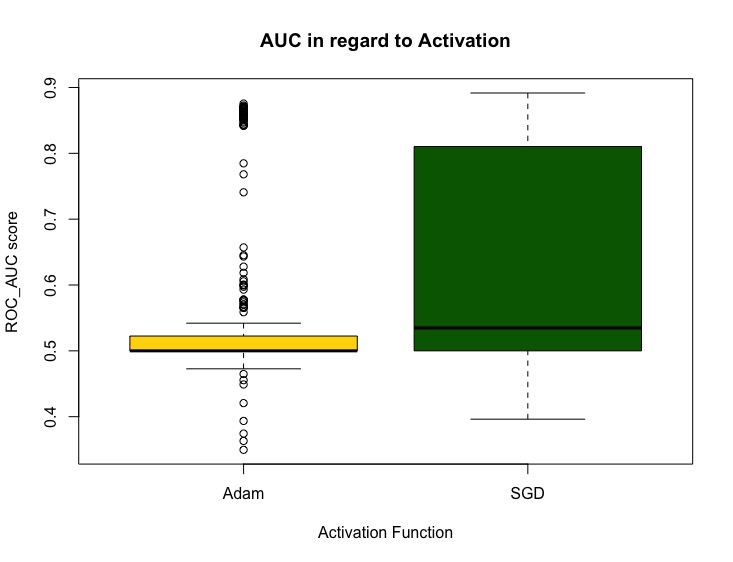 AUC in regard to Activation
ROC_AUC score
0.9
0.8
0.7
0.6
0.5
0.4
Adam SGD
Activation Function